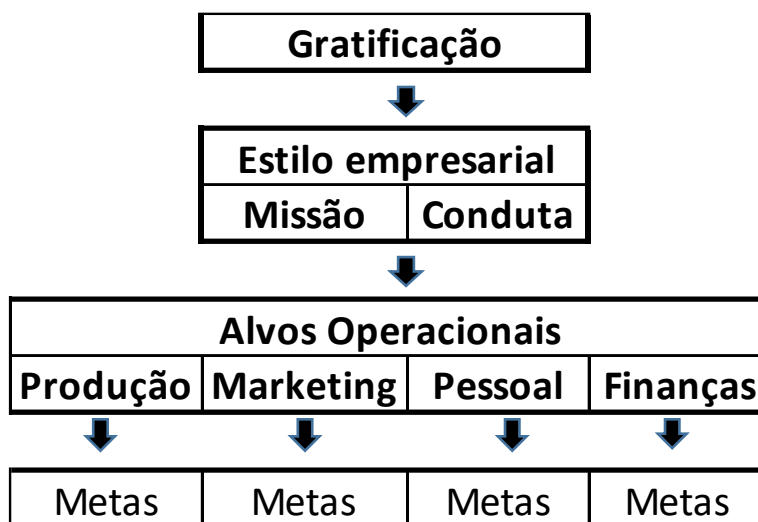 Gratificação
Estilo empresarial
Missão Conduta
Alvos Operacionais
Produção Marketing Pessoal Finanças
Metas Metas Metas Metas